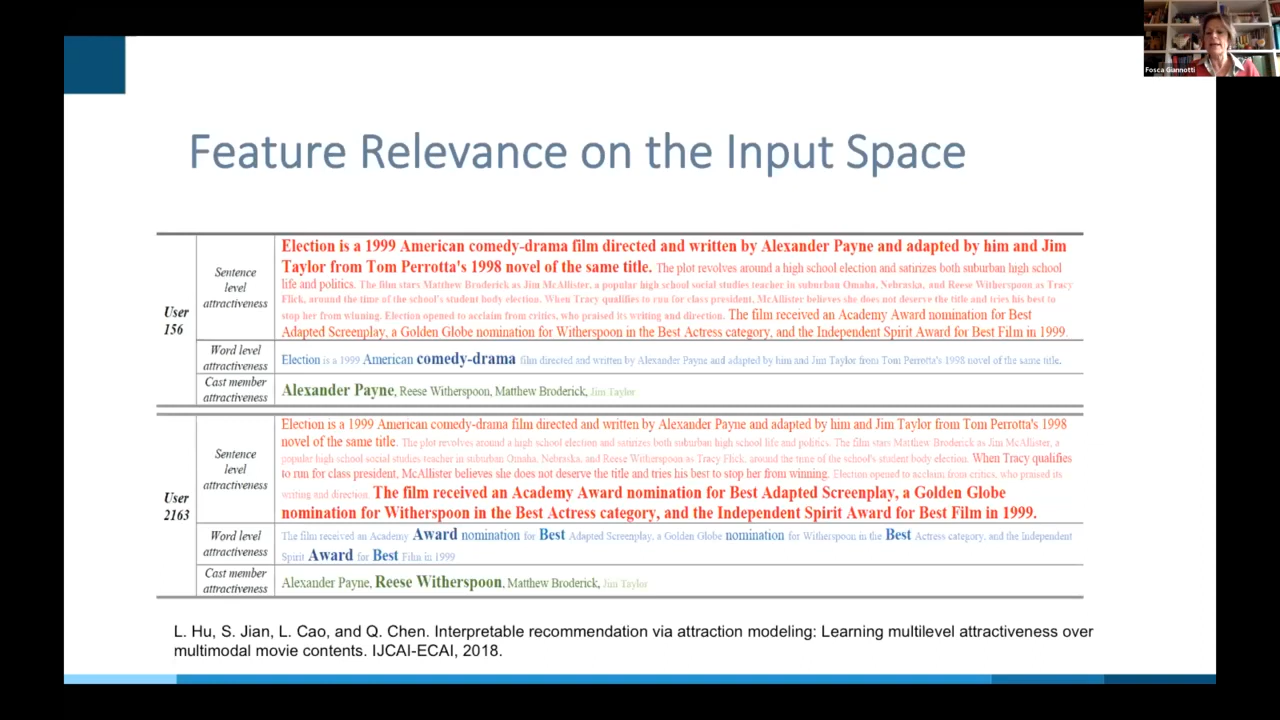 Fosca Giannotti
Feature Relevance on the Input Space
User
156
Sentence
level
attractiveness
Election is a 1999 American comedy-drama film directed and written by Alexander Payne and adapted by him and Jim
Taylor from Tom Perrotta's 1998 novel of the same title. The plot revolves around a high school election and satirizes both suburban high school
life and politics. The film stars Matthew Broderick as Jim McAllister, a popular high school social studies teacher in suburban Omaha, Nebraska, and Reese Witherspoon as Tracy
Flick, around the time of the school's student body election. When Tracy qualifies to run for class president, McAllister believes she does not deserve the title and tries his best to
stop her from winning. Election opened to acclaim from critics, who praised its writing and direction. The film received an Academy Award nomination for Best
Adapted Screenplay, a Golden Globe nomination for Witherspoon in the Best Actress category, and the Independent Spirit Award for Best Film in 1999.
Word level
attractiveness
Election is a 1999 American comedy-drama film directed and written by Alexander Payne and adapted by him and Jim Taylor from Tom Perrotta's 1998 novel of the same title.
Cast member
attractiveness
Alexander Payne, Reese Witherspoon, Matthew Broderick, Jim Taylor
User
2163
Sentence
level
attractiveness
Election is a 1999 American comedy-drama film directed and written by Alexander Payne and adapted by him and Jim Taylor from Tom Perrotta's 1998
novel of the same title. The plot revolves around a high school election and satirizes both suburban high school life and politics. The film stars Matthew Broderick as Jim McAllister, a
popular high school social studies teacher in suburban Omaha, Nebraska, and Reese Witherspoon as Tracy Flick, around the time of the school's student body election. When Tracy qualifies
to run for class president, McAllister believes she does not deserve the title and tries his best to stop her from winning. Election opened to acclaim from critics, who praised its
writing and direction. The film received an Academy Award nomination for Best Adapted Screenplay, a Golden Globe
nomination for Witherspoon in the Best Actress category, and the Independent Spirit Award for Best Film in 1999.
Word level
attractiveness
The film received an Academy Award nomination for Best Adapted Screenplay, a Golden Globe nomination for Witherspoon in the Best Actress category, and the Independent
Spirit Award for Best Film in 1999
Cast member
attractiveness
Alexander Payne, Reese Witherspoon, Matthew Broderick, Jim Taylor
L. Hu, S. Jian, L. Cao, and Q. Chen. Interpretable recommendation via attraction modeling: Learning multilevel attractiveness over
multimodal movie contents. IJCAI-ECAI, 2018.